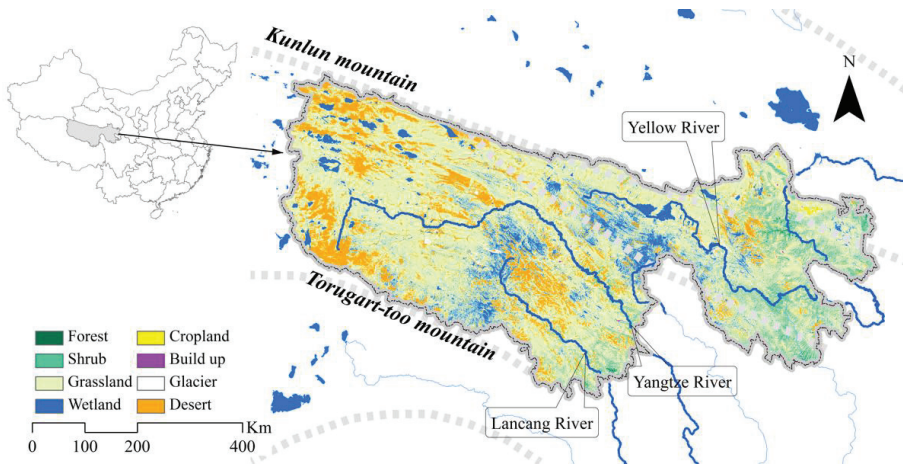 Kunlun mountain
N
Yellow River
Torugart-too mountain
Yangtze River
Lancang River
Forest
Cropland
Shrub
Build up
Grassland
Glacier
Wetland
Desert
Km
0 100 200 400